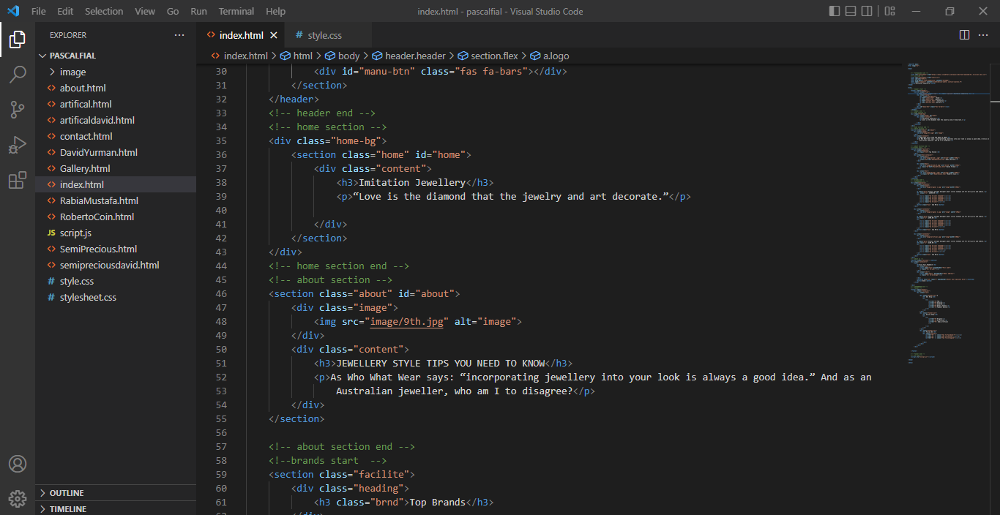 File Edit Selection View Go Run Terminal Help index.html - pascalfial - Visual Studio Code
EXPLORER
PASCALFIAL
image
about.html
artifical.html
artificaldavid.html
contact.html
DavidYurman.html
Gallery.html
index.html
RabiaMustafa.html
RobertoCoin.html
JS script.js
SemiPrecious.html
semipreciousdavid.html
# style.css
# stylesheet.css
OUTLINE
TIMELINE
<> index.html # style.css
<> index.html > html > body > header.header > section.flex > a.logo
30 <div id="manu-btn" class="fas fa-bars"></div>
31 </section>
32 </header>
33 <!-- header end -->
34 <!-- home section -->
35 <div class="home-bg">
36 <section class="home" id="home">
37 <div class="content">
38 <h3>Imitation Jewellery</h3>
39 <p>“Love is the diamond that the jewelry and art decorate.”</p>
40
41 </div>
42 </section>
43 </div>
44 <!-- home section end -->
45 <!-- about section -->
46 <section class="about" id="about">
47 <div class="image">
48 <img src="image/9th.jpg" alt="image">
49 </div>
50 <div class="content">
51 <h3>JEWELLERY STYLE TIPS YOU NEED TO KNOW</h3>
52 <p>As Who What Wear says: “incorporating jewellery into your look is always a good idea.” And as an
53 Australian jeweller, who am I to disagree?</p>
54 </div>
55 </section>
56
57 <!-- about section end -->
58 <!--brands start -->
59 <section class="facilite">
60 <div class="heading">
61 <h3 class="brnd">Top Brands</h3>
62 </div>